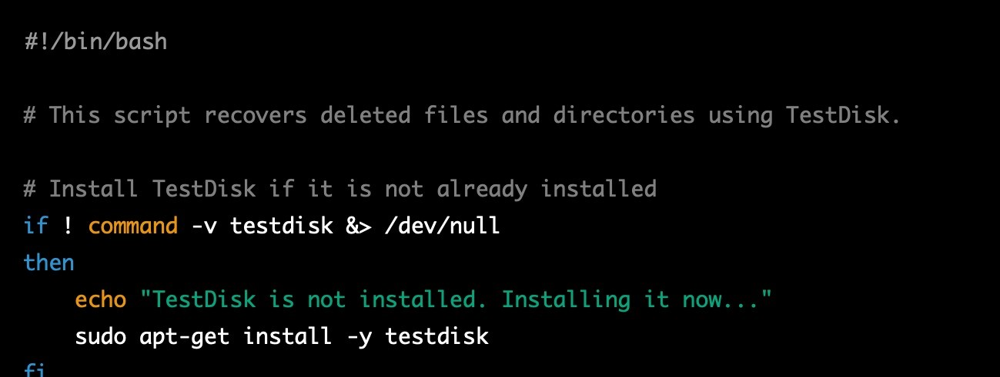 #!/bin/bash
# This script recovers deleted files and directories using TestDisk.
# Install TestDisk if it is not already installed
if ! command -v testdisk &> /dev/null
then
    echo "TestDisk is not installed. Installing it now..."
    sudo apt-get install -y testdisk
fi